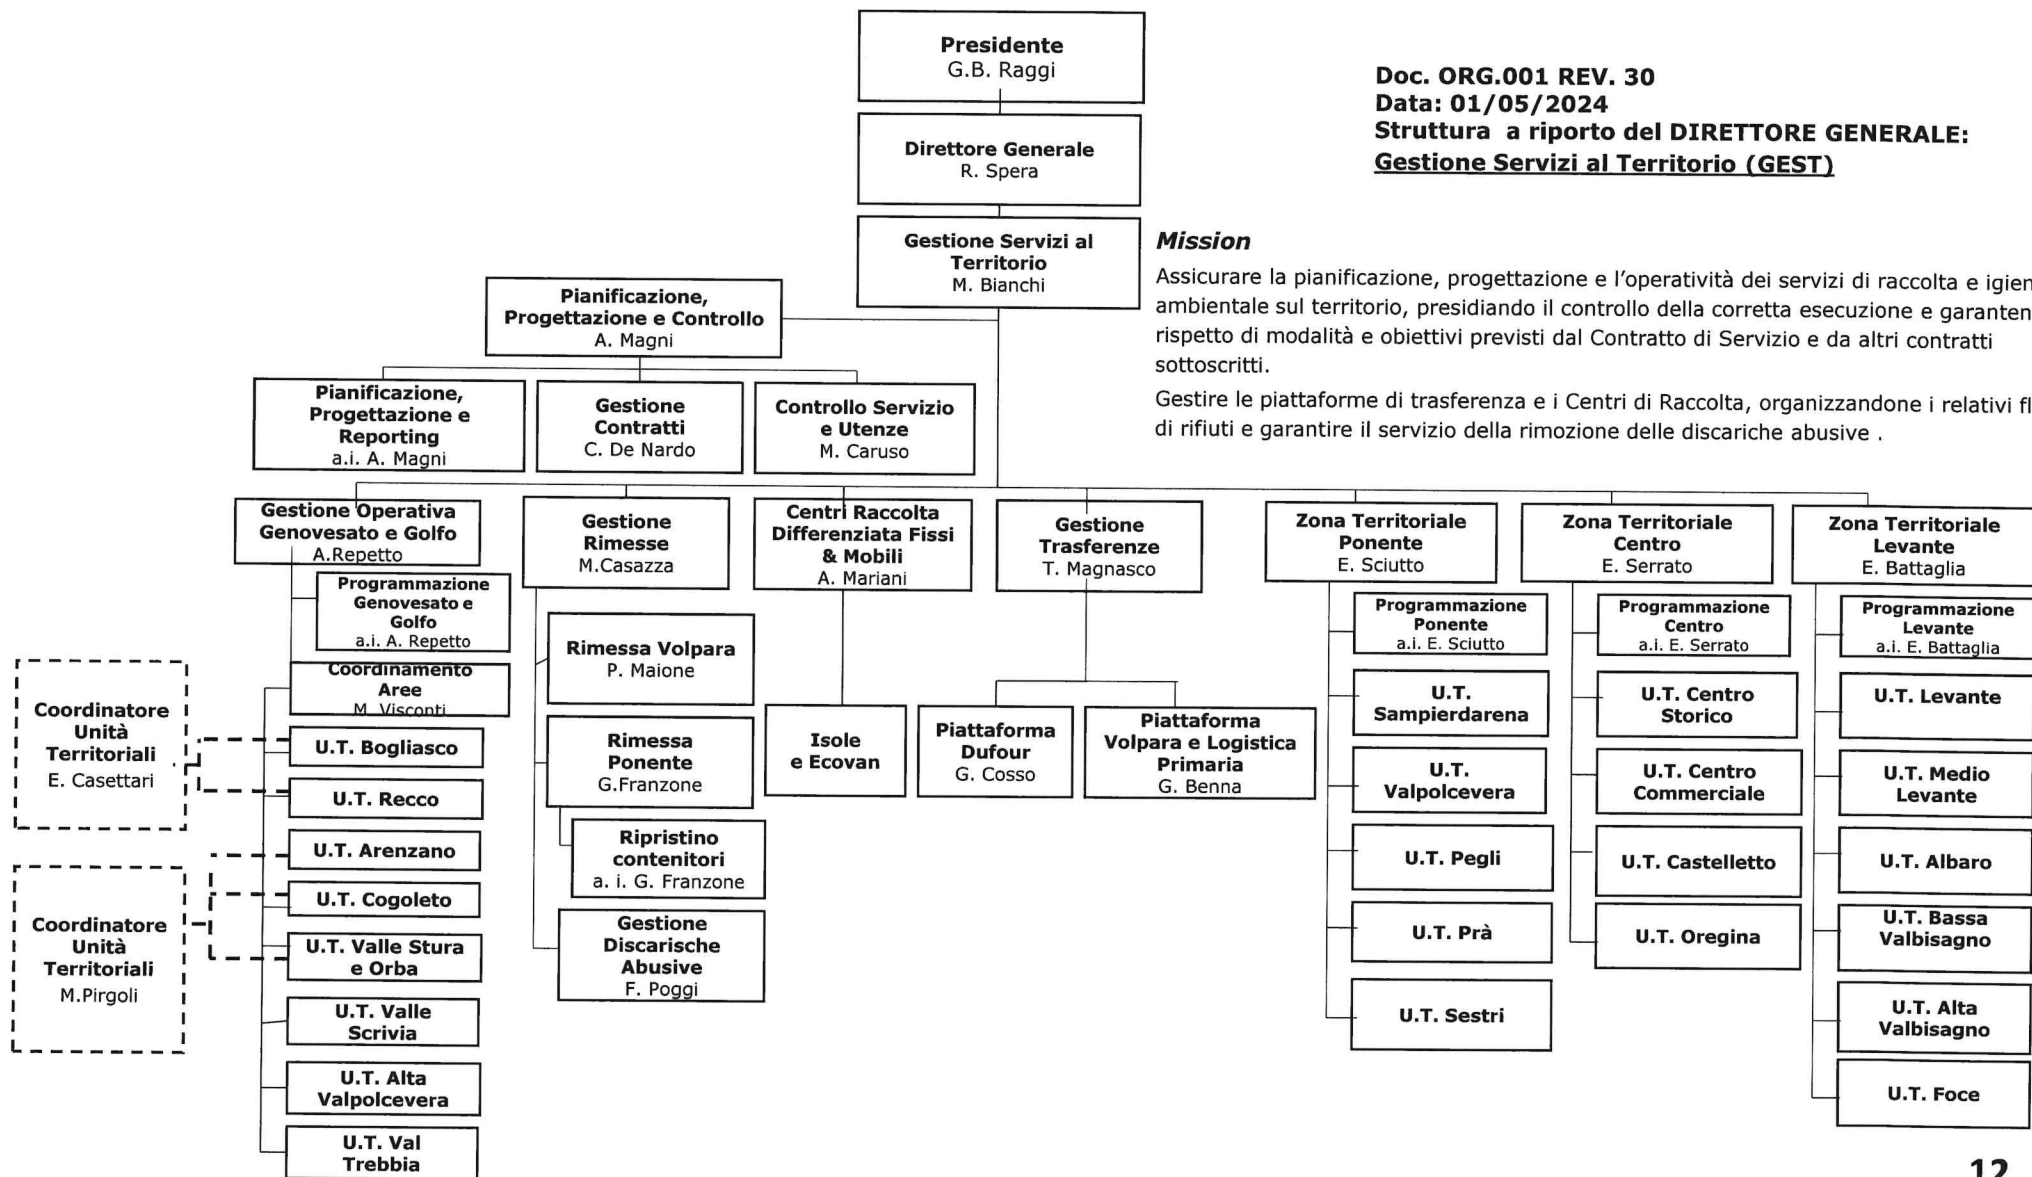 Presidente
G.B. Raggi
Doc. ORG.001 REV. 30
Data: 01/05/2024
Struttura a riporto del DIRETTORE GENERALE:
Gestione Servizi al Territorio (GEST)
Direttore Generale
R. Spera
Gestione Servizi al
Territorio
M. Bianchi
Mission
Assicurare la pianificazione, progettazione e l'operatività dei servizi di raccolta e igien
ambientale sul territorio, presidiando il controllo della corretta esecuzione e garanten
rispetto di modalità e obiettivi previsti dal Contratto di Servizio e da altri contratti
sottoscritti.
Gestire le piattaforme di trasferenza e i Centri di Raccolta, organizzandone i relativi fl
di rifiuti e garantire il servizio della rimozione delle discariche abusive .
Pianificazione,
Progettazione e Controllo
A. Magni
Pianificazione,
Progettazione e
Reporting
a.i. A. Magni
Gestione
Contratti
C. De Nardo
Controllo Servizio
e Utenze
M. Caruso
Gestione Operativa
Genovesato e Golfo
A.Repetto
Gestione
Rimesse
M.Casazza
Centri Raccolta
Differenziata Fissi
& Mobili
A. Mariani
Gestione
Trasferenze
T. Magnasco
Zona Territoriale
Ponente
E. Sciutto
Zona Territoriale
Centro
E. Serrato
Zona Territoriale
Levante
E. Battaglia
Programmazione
Genovesato e
Golfo
a.i. A. Repetto
Coordinamento
Aree
M. Visconti
U.T. Bogliasco
U.T. Recco
U.T. Arenzano
U.T. Cogoleto
U.T. Valle Stura
e Orba
U.T. Valle
Scrivia
U.T. Alta
Valpolcevera
U.T. Val
Trebbia
Coordinatore
Unità
Territoriali
E. Casettari
Coordinatore
Unità
Territoriali
M.Pirgoli
Rimessa Volpara
P. Maione
Rimessa
Ponente
G.Franzone
Ripristino
contenitori
a. i. G. Franzone
Gestione
Discarische
Abusive
F. Poggi
Isole
e Ecovan
Piattaforma
Dufour
G. Cosso
Piattaforma
Volpara e Logistica
Primaria
G. Benna
Programmazione
Ponente
a.i. E. Sciutto
U.T.
Sampierdarena
U.T.
Valpolcevera
U.T. Pegli
U.T. Prà
U.T. Sestri
Programmazione
Centro
a.i. E. Serrato
U.T. Centro
Storico
U.T. Centro
Commerciale
U.T. Castelletto
U.T. Oregina
Programmazione
Levante
a.i. E. Battaglia
U.T. Levante
U.T. Medio
Levante
U.T. Albaro
U.T. Bassa
Valbisagno
U.T. Alta
Valbisagno
U.T. Foce
12